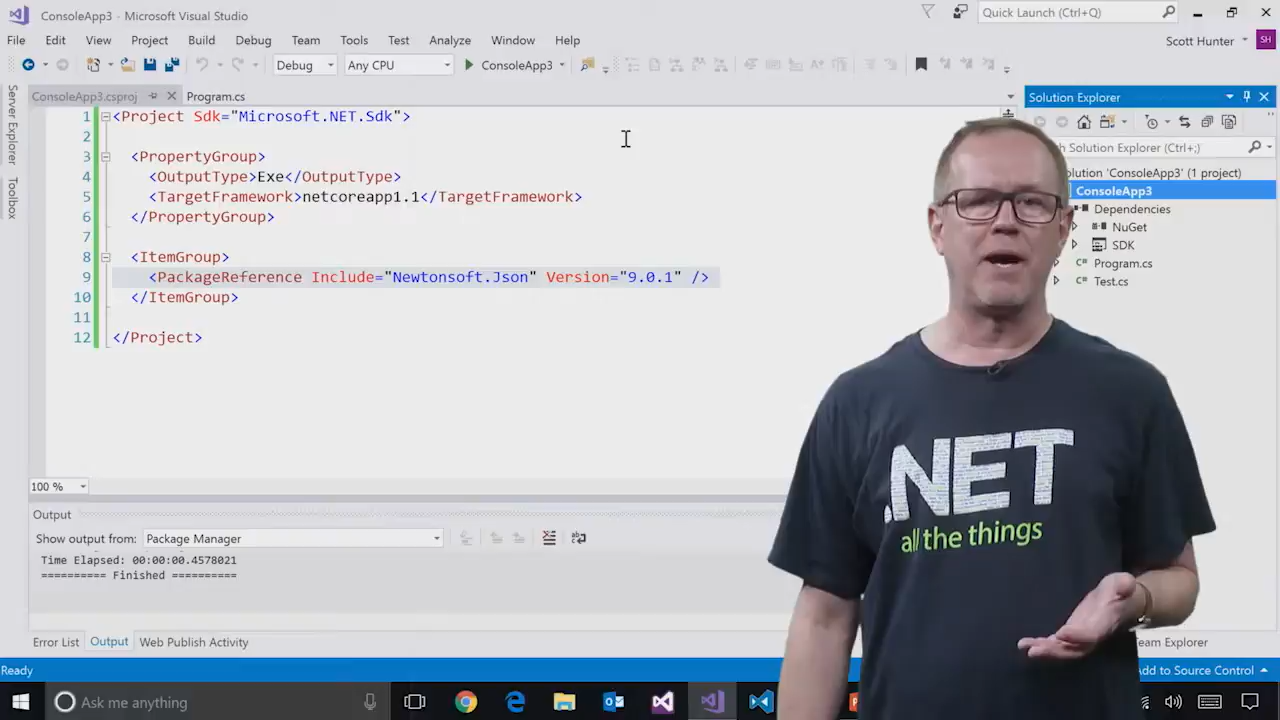 ConsoleApp3 - Microsoft Visual Studio
Quick Launch (Ctrl+Q)
File Edit View Project Build Debug Team Tools Test Analyze Window Help
Scott Hunter SH
Debug Any CPU ConsoleApp3
Server Explorer
Toolbox
ConsoleApp3.csproj Program.cs
1 <Project Sdk="Microsoft.NET.Sdk">
2
3 <PropertyGroup>
4 <OutputType>Exe</OutputType>
5 <TargetFramework>netcoreapp1.1</TargetFramework>
6 </PropertyGroup>
7
8 <ItemGroup>
9 <PackageReference Include="Newtonsoft.Json" Version="9.0.1" />
10 </ItemGroup>
11
12 </Project>
100 %
Solution Explorer
Solution Explorer (Ctrl+;)
'ConsoleApp3' (1 project)
ConsoleApp3
Dependencies
NuGet
SDK
Program.cs
Test.cs
.NET
all the things
Output
Show output from: Package Manager
Time Elapsed: 00:00:00.4578021
========== Finished ==========
Error List Output Web Publish Activity
Explorer
Ready
Add to Source Control
Ask me anything